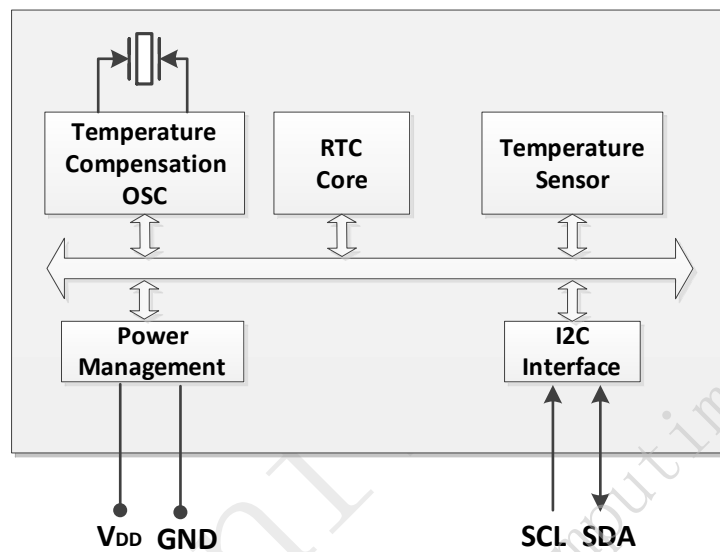 Temperature
Compensation
OSC
RTC
Core
Temperature
Sensor
Power
Management
I2C
Interface
VDD GND
SCL SDA